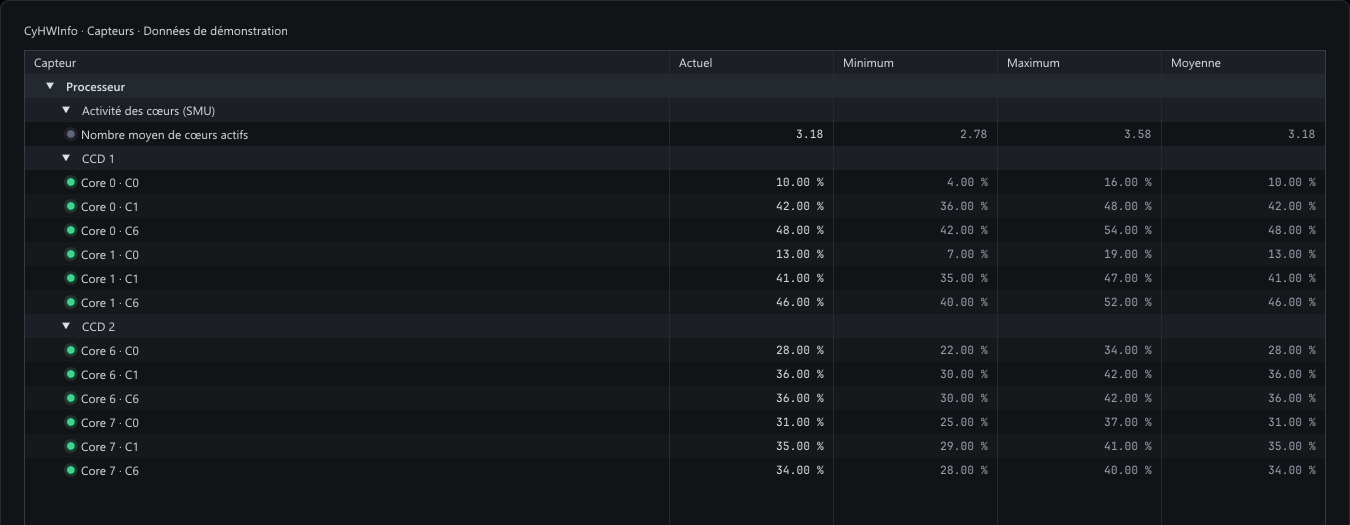 CyHWInfo · Capteurs · Données de démonstration
Capteur Actuel Minimum Maximum Moyenne
Processeur
Activité des cœurs (SMU)
Nombre moyen de cœurs actifs 3.18 2.78 3.58 3.18
CCD 1
Core 0 · C0 10.00 % 4.00 % 16.00 % 10.00 %
Core 0 · C1 42.00 % 36.00 % 48.00 % 42.00 %
Core 0 · C6 48.00 % 42.00 % 54.00 % 48.00 %
Core 1 · C0 13.00 % 7.00 % 19.00 % 13.00 %
Core 1 · C1 41.00 % 35.00 % 47.00 % 41.00 %
Core 1 · C6 46.00 % 40.00 % 52.00 % 46.00 %
CCD 2
Core 6 · C0 28.00 % 22.00 % 34.00 % 28.00 %
Core 6 · C1 36.00 % 30.00 % 42.00 % 36.00 %
Core 6 · C6 36.00 % 30.00 % 42.00 % 36.00 %
Core 7 · C0 31.00 % 25.00 % 37.00 % 31.00 %
Core 7 · C1 35.00 % 29.00 % 41.00 % 35.00 %
Core 7 · C6 34.00 % 28.00 % 40.00 % 34.00 %